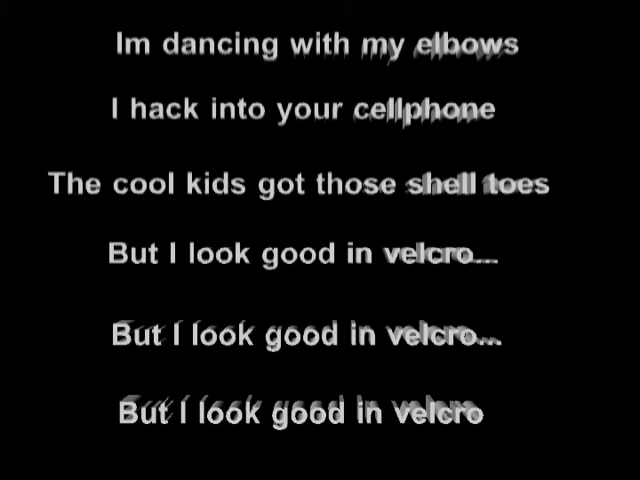 Im dancing with my elbows
I hack into your cellphone
The cool kids got those shell toes
But I look good in velcro...
But I look good in velcro...
But I look good in velcro